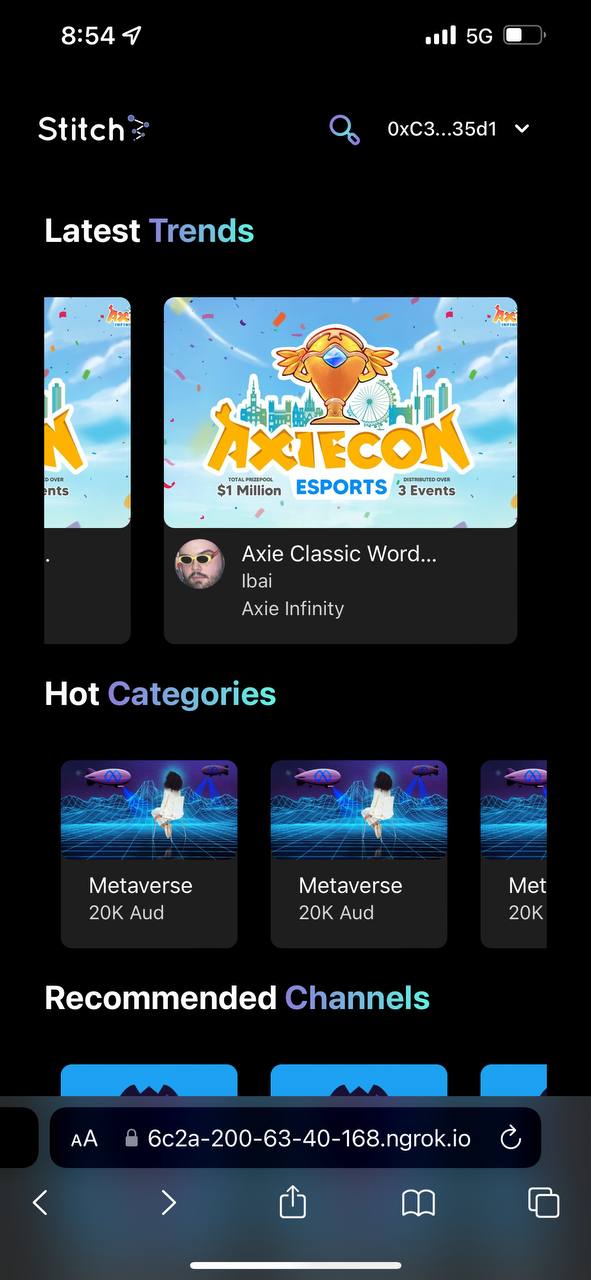 8:54
5G
Stitch
0xC3...35d1
Latest Trends
AXIECON
TOTAL PRIZEPOOL
$1 Million
ESPORTS
DISTRIBUTED OVER
3 Events
Axie Classic Word...
Ibai
Axie Infinity
Hot Categories
Metaverse
20K Aud
Metaverse
20K Aud
Met
20K
Recommended Channels
AA
6c2a-200-63-40-168.ngrok.io